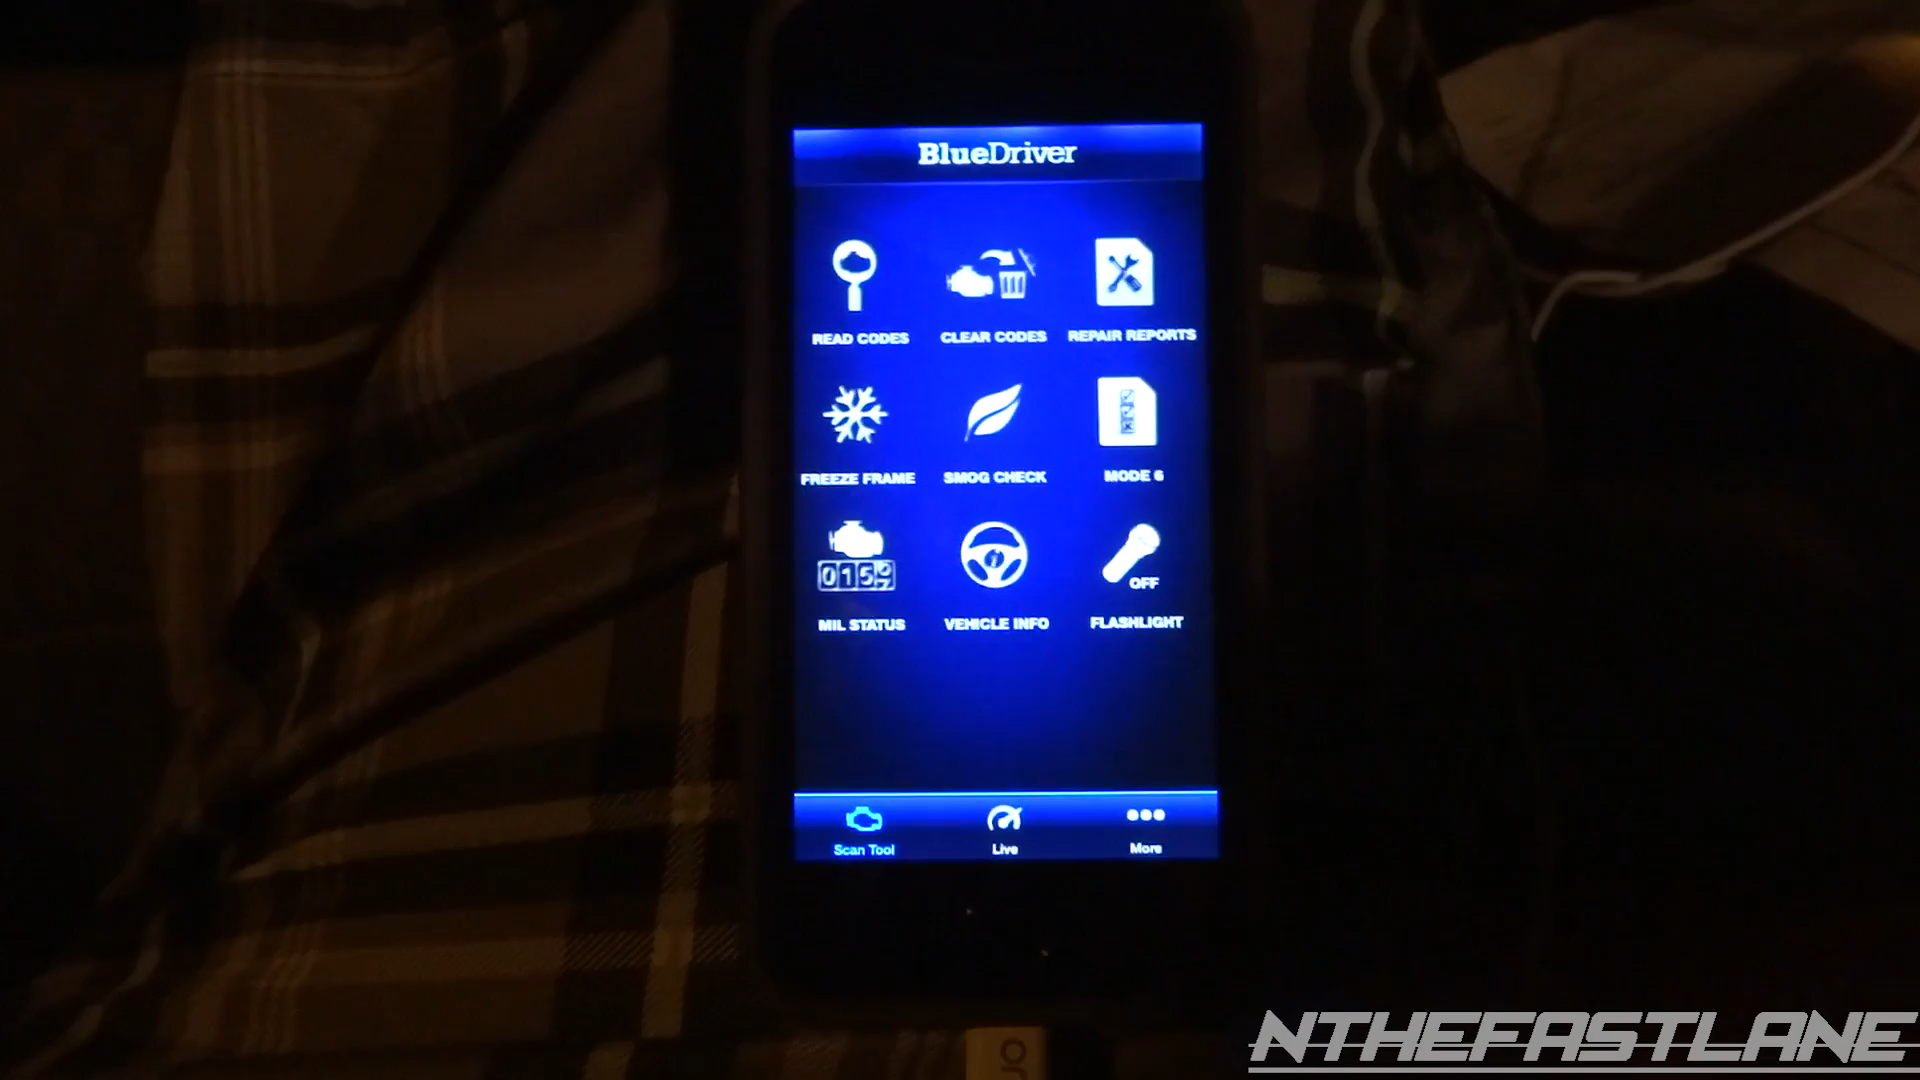 BlueDriver
READ CODES
CLEAR CODES
REPAIR REPORTS
FREEZE FRAME
SMOG CHECK
MODE 6
OFF
MIL STATUS
VEHICLE INFO
FLASHLIGHT
Scan Tool
Live
More
NTHEFASTLANE